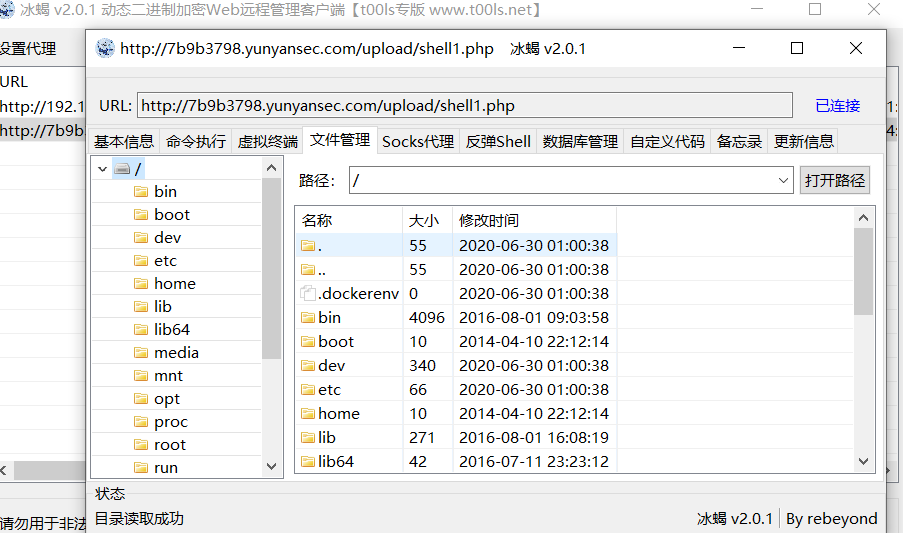 冰蝎 v2.0.1 动态二进制加密Web远程管理客户端【t00ls专版 www.t00ls.net】
设置代理
URL
http://192.1
http://7b9b
http://7b9b3798.yunyansec.com/upload/shell1.php 冰蝎 v2.0.1
URL: http://7b9b3798.yunyansec.com/upload/shell1.php 已连接
基本信息 命令执行 虚拟终端 文件管理 Socks代理 反弹Shell 数据库管理 自定义代码 备忘录 更新信息
/
bin
boot
dev
etc
home
lib
lib64
media
mnt
opt
proc
root
run
路径: / 打开路径
名称 大小 修改时间
. 55 2020-06-30 01:00:38
.. 55 2020-06-30 01:00:38
.dockerenv 0 2020-06-30 01:00:38
bin 4096 2016-08-01 09:03:58
boot 10 2014-04-10 22:12:14
dev 340 2020-06-30 01:00:38
etc 66 2020-06-30 01:00:38
home 10 2014-04-10 22:12:14
lib 271 2016-08-01 16:08:19
lib64 42 2016-07-11 23:23:12
状态
目录读取成功
冰蝎 v2.0.1 By rebeyond
请勿用于非法